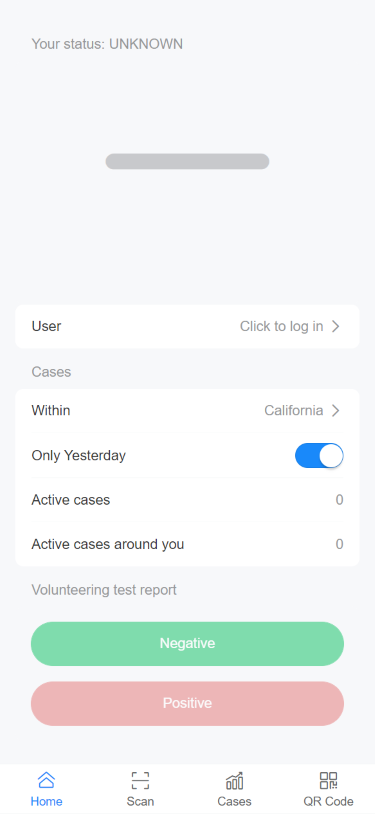 Your status: UNKNOWN
User Click to log in
Cases
Within California
Only Yesterday
Active cases 0
Active cases around you 0
Volunteering test report
Negative
Positive
Home Scan Cases QR Code